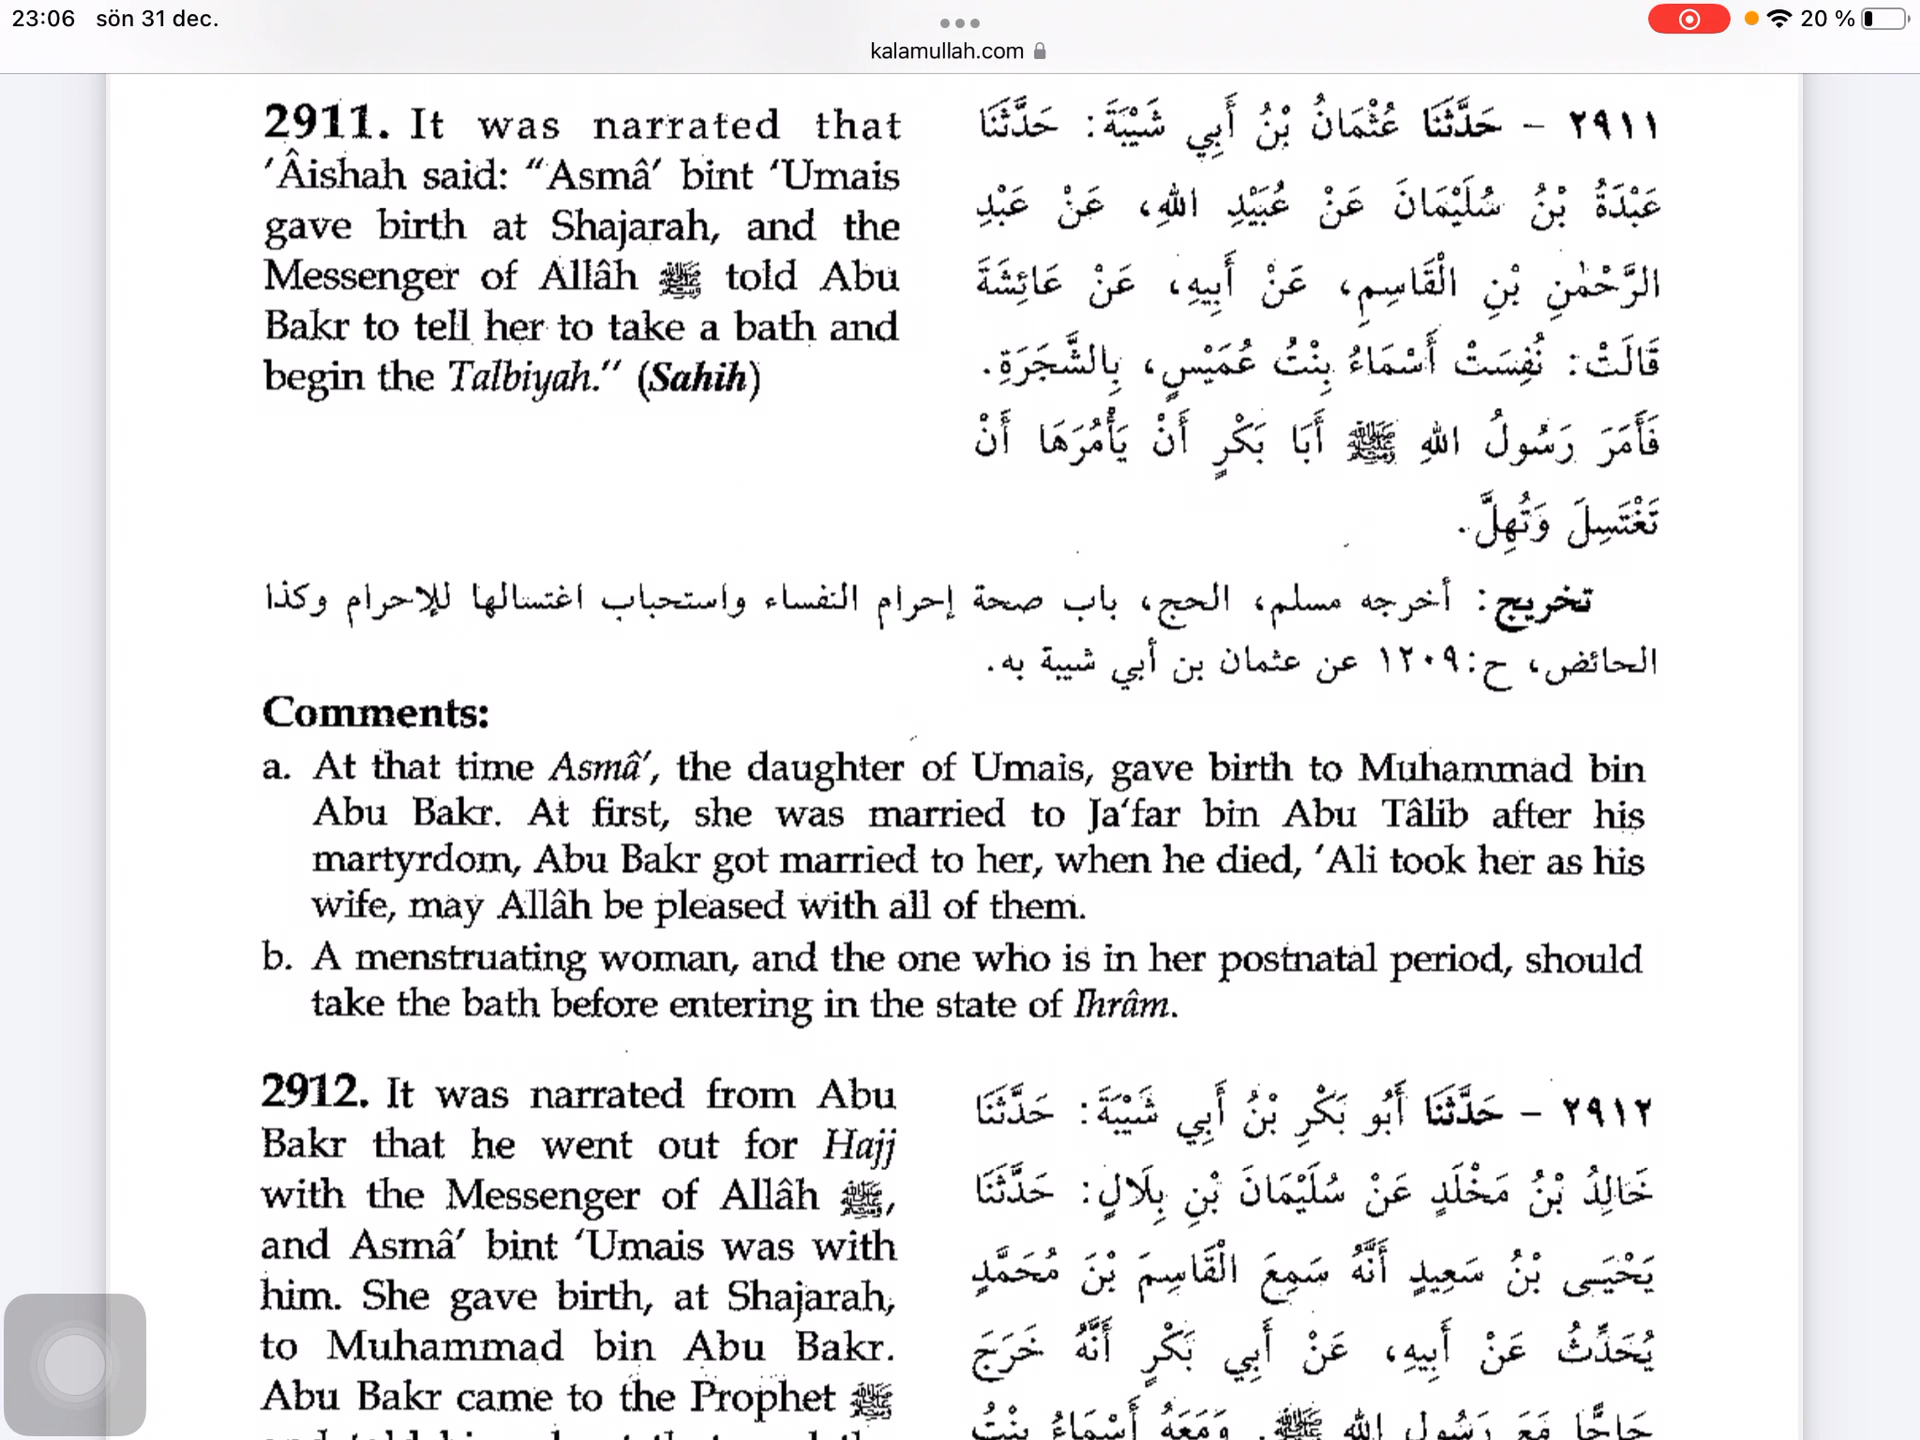 23:06 sön 31 dec.
20 %
kalamullah.com
2911. It was narrated that
’Âishah said: “Asmâ’ bint ‘Umais
gave birth at Shajarah, and the
Messenger of Allâh ﷺ told Abu
Bakr to tell her to take a bath and
begin the Talbiyah.” (Sahih)
٢٩١١ – حَدَّثَنَا عُثْمَانُ بْنُ أَبِي شَيْبَةَ: حَدَّثَنَا
عَبْدَةُ بْنُ سُلَيْمَانَ عَنْ عُبَيْدِ اللهِ، عَنْ عَبْدِ
الرَّحْمٰنِ بْنِ الْقَاسِمِ، عَنْ أَبِيهِ، عَنْ عَائِشَةَ
قَالَتْ: نُفِسَتْ أَسْمَاءُ بِنْتُ عُمَيْسٍ، بِالشَّجَرَةِ.
فَأَمَرَ رَسُولُ اللهِ ﷺ أَبَا بَكْرٍ أَنْ يَأْمُرَهَا أَنْ
تَغْتَسِلَ وَتُهِلَّ.
تخريج: أخرجه مسلم، الحج، باب صحة إحرام النفساء واستحباب اغتسالها للإحرام وكذا
الحائض، ح:١٢٠٩ عن عثمان بن أبي شيبة به.
Comments:
a. At that time Asmâ’, the daughter of Umais, gave birth to Muhammad bin
Abu Bakr. At first, she was married to Ja‘far bin Abu Tâlib after his
martyrdom, Abu Bakr got married to her, when he died, ’Ali took her as his
wife, may Allâh be pleased with all of them.
b. A menstruating woman, and the one who is in her postnatal period, should
take the bath before entering in the state of Ihrâm.
2912. It was narrated from Abu
Bakr that he went out for Hajj
with the Messenger of Allâh ﷺ,
and Asmâ’ bint ‘Umais was with
him. She gave birth, at Shajarah,
to Muhammad bin Abu Bakr.
Abu Bakr came to the Prophet ﷺ
٢٩١٢ – حَدَّثَنَا أَبُو بَكْرِ بْنُ أَبِي شَيْبَةَ: حَدَّثَنَا
خَالِدُ بْنُ مَخْلَدٍ عَنْ سُلَيْمَانَ بْنِ بِلَالٍ: حَدَّثَنَا
يَحْيَى بْنُ سَعِيدٍ أَنَّهُ سَمِعَ الْقَاسِمَ بْنَ مُحَمَّدٍ
يُحَدِّثُ عَنْ أَبِيهِ، عَنْ أَبِي بَكْرٍ أَنَّهُ خَرَجَ
حَاجًّا مَعَ رَسُولِ اللهِ ﷺ. وَمَعَهُ أَسْمَاءُ بِنْتُ